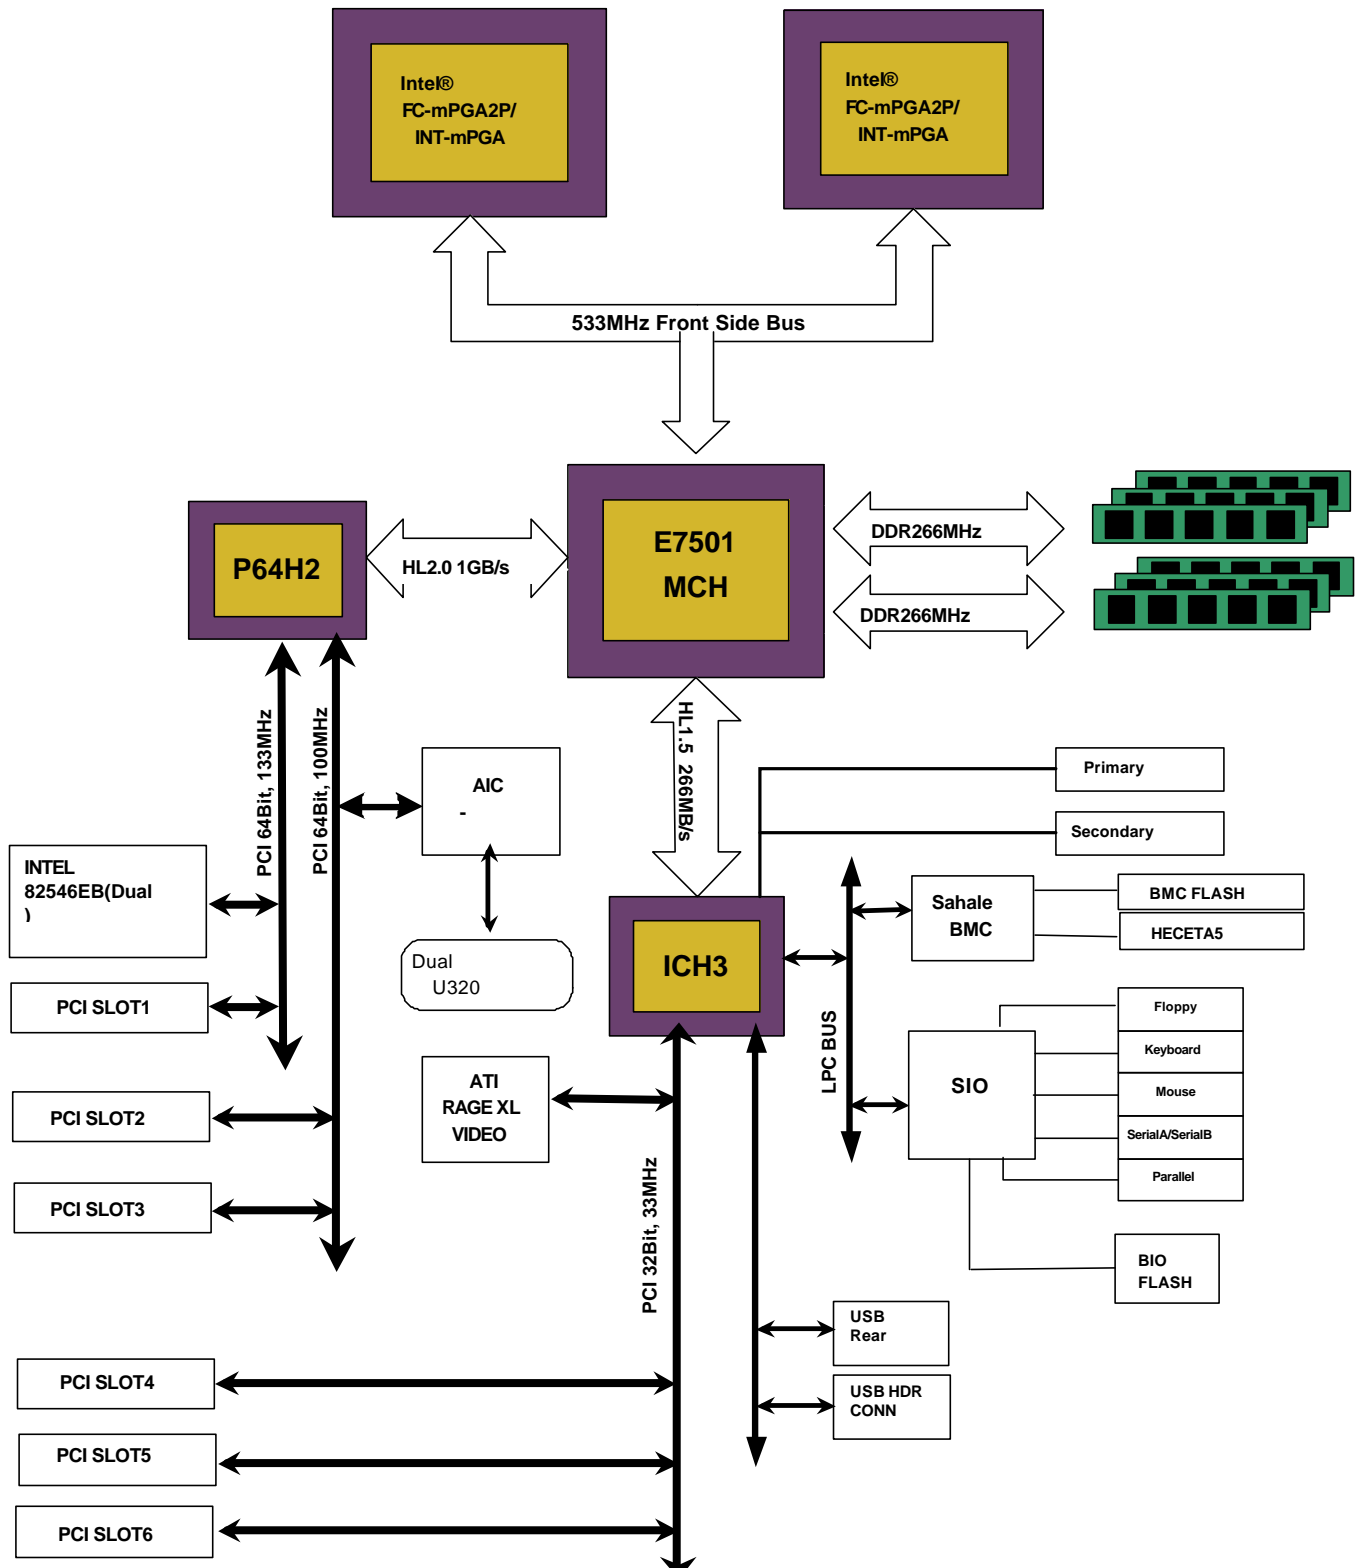 Intel®
FC-mPGA2P/
INT-mPGA
Intel®
FC-mPGA2P/
INT-mPGA
533MHz Front Side Bus
E7501
MCH
P64H2
HL2.0 1GB/s
DDR266MHz
DDR266MHz
HL1.5 266MB/s
PCI 64Bit, 133MHz
PCI 64Bit, 100MHz
AIC
-
Dual
U320
INTEL
82546EB(Dual
)
PCI SLOT1
PCI SLOT2
PCI SLOT3
ICH3
Primary
Secondary
LPC BUS
Sahale
BMC
BMC FLASH
HECETA5
SIO
Floppy
Keyboard
Mouse
SerialA/SerialB
Parallel
BIO
FLASH
ATI
RAGE XL
VIDEO
PCI 32Bit, 33MHz
USB
Rear
USB HDR
CONN
PCI SLOT4
PCI SLOT5
PCI SLOT6